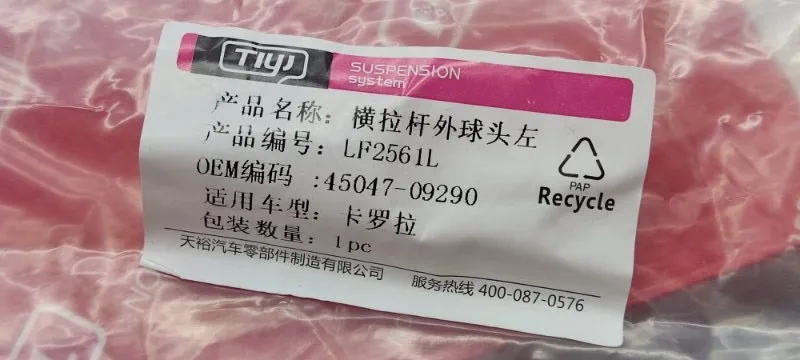 TIYJ
SUSPENSION
system
产品名称: 横拉杆外球头左
产品编号: LF2561L
OEM编码 :45047-09290
适用车型: 卡罗拉
包装数量: 1pc
PAP
Recycle
天裕汽车零部件制造有限公司 服务热线 400-087-0576